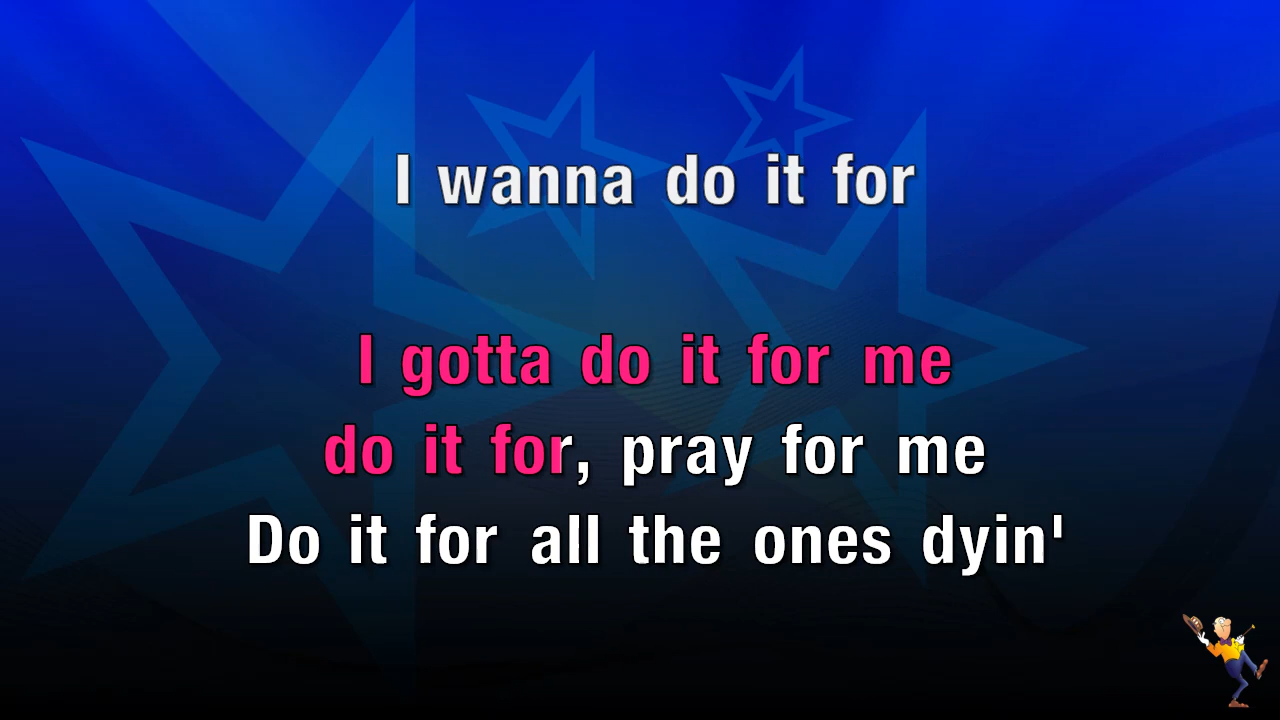 I wanna do it for
I gotta do it for me
do it for, pray for me
Do it for all the ones dyin'